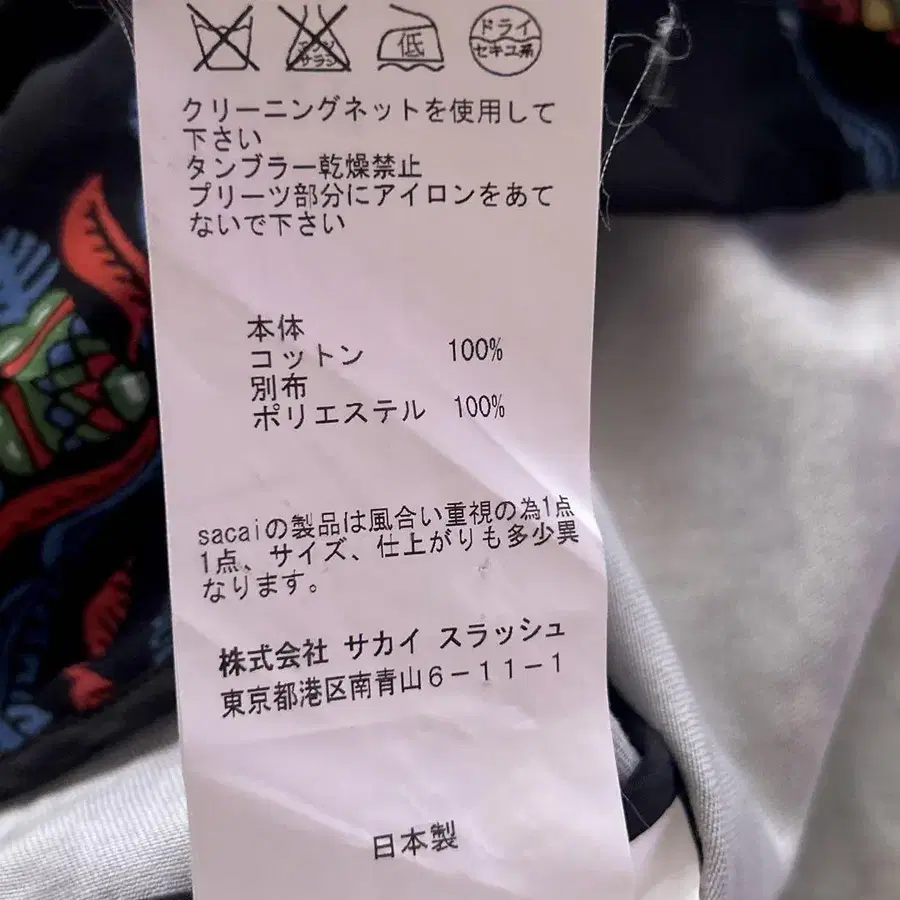 エンソ
サラシ
低
ドライ
セキユ系
クリーニングネットを使用して
下さい
タンブラー乾燥禁止
プリーツ部分にアイロンをあて
ないで下さい
本体
コットン 100%
別布
ポリエステル 100%
sacaiの製品は風合い重視の為1点
1点、サイズ、仕上がりも多少異
なります。
株式会社 サカイ スラッシュ
東京都港区南青山6-11-1
日本製